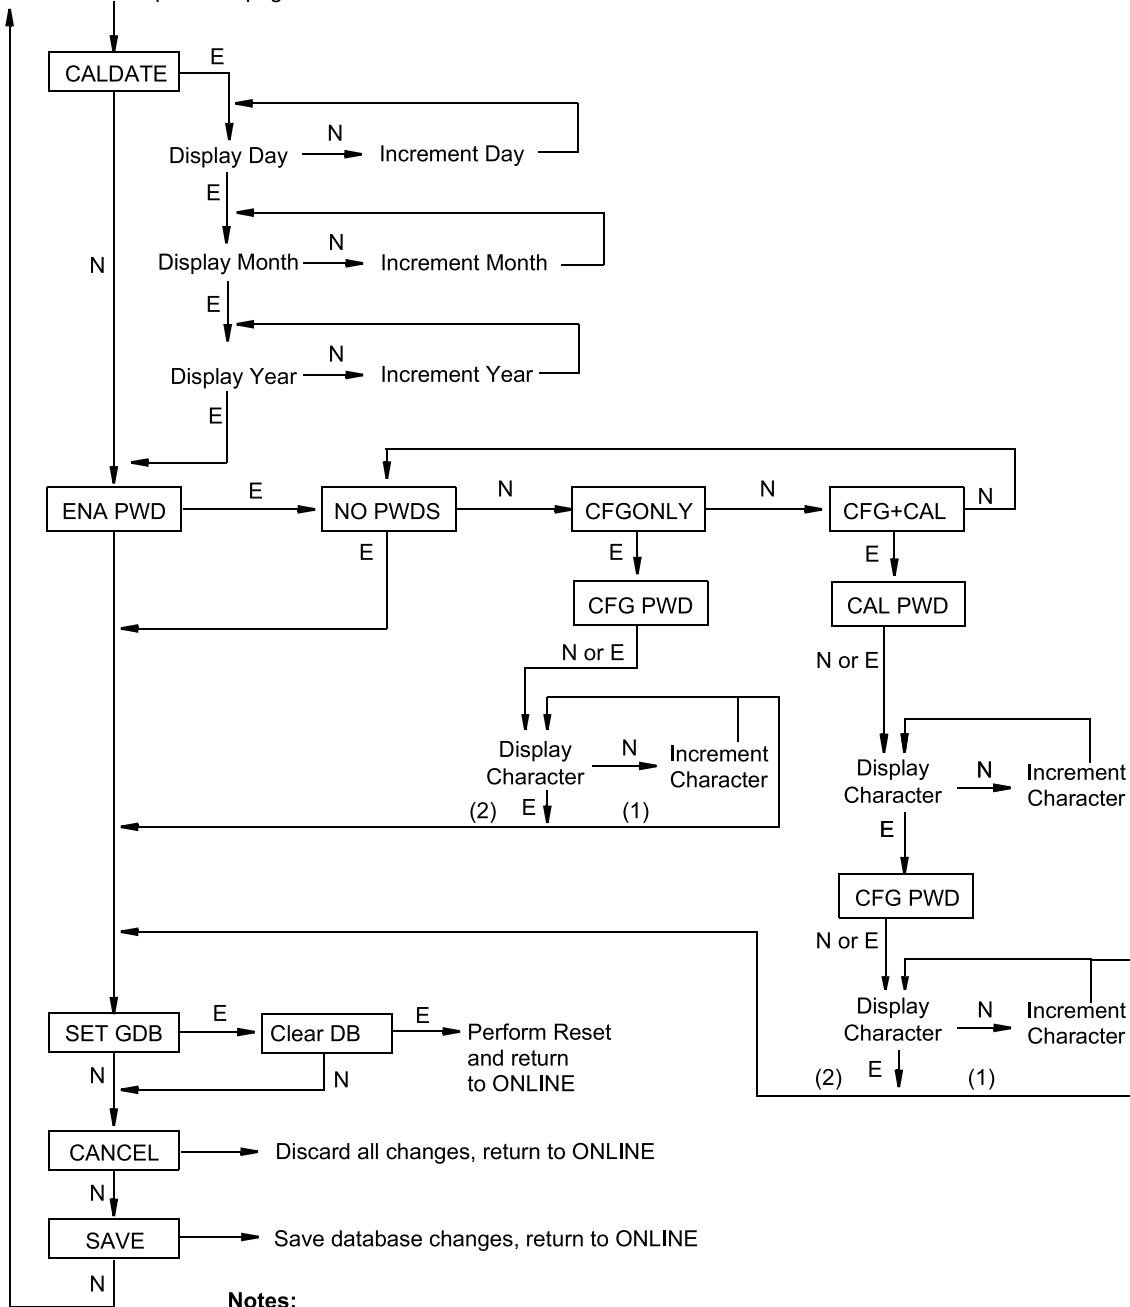 CALDATE
E
Display Day
N
Increment Day
E
Display Month
N
Increment Month
N
E
Display Year
N
Increment Year
E
ENA PWD
E
NO PWDS
N
CFGONLY
N
CFG+CAL
N
E
E
E
CFG PWD
CAL PWD
N or E
N or E
Display
Character
N
Increment
Character
(2)
E
(1)
Display
Character
N
Increment
Character
E
CFG PWD
N or E
Display
Character
N
Increment
Character
(2)
E
(1)
SET GDB
E
Clear DB
E
Perform Reset
and return
to ONLINE
N
N
CANCEL
Discard all changes, return to ONLINE
N
SAVE
Save database changes, return to ONLINE
N
Notes: